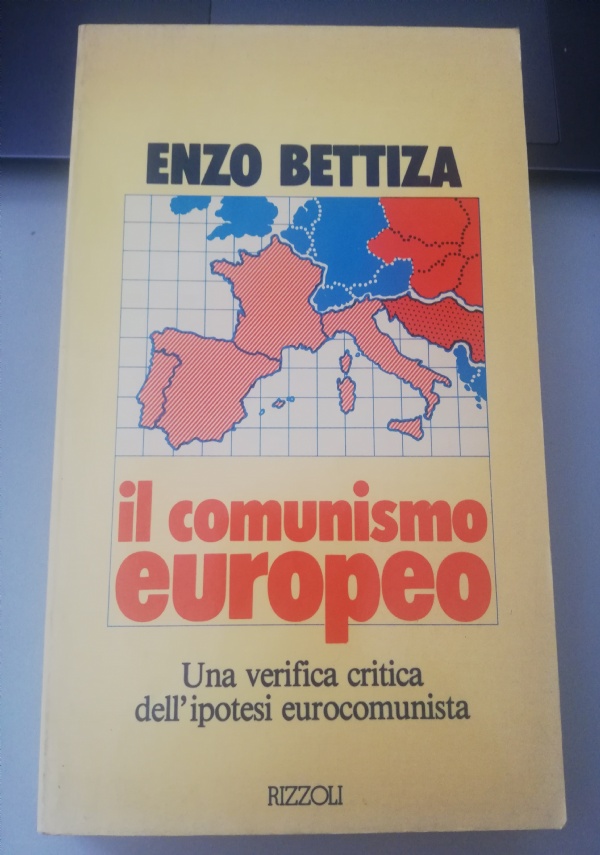 ENZO BETTIZA
il comunismo
europeo
Una verifica critica
dell'ipotesi eurocomunista
RIZZOLI